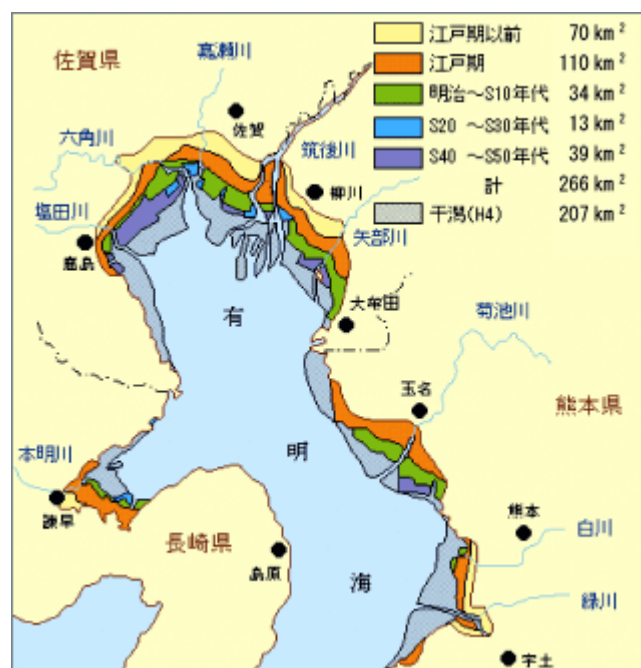 江戸期以前 70 km²
江戸期 110 km²
明治～S10年代 34 km²
S20 ～S30年代 13 km²
S40 ～S50年代 39 km²
計 266 km²
干潟(H4) 207 km²
佐賀県
嘉瀬川
佐賀
六角川
筑後川
柳川
塩田川
鹿島
矢部川
大牟田
有
菊池川
玉名
熊本県
明
本明川
諫早
長崎県
島原
熊本
白川
海
緑川
宇土